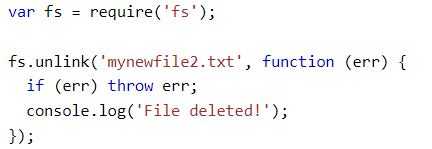 var fs = require('fs');

fs.unlink('mynewfile2.txt', function (err) {
  if (err) throw err;
  console.log('File deleted!');
});